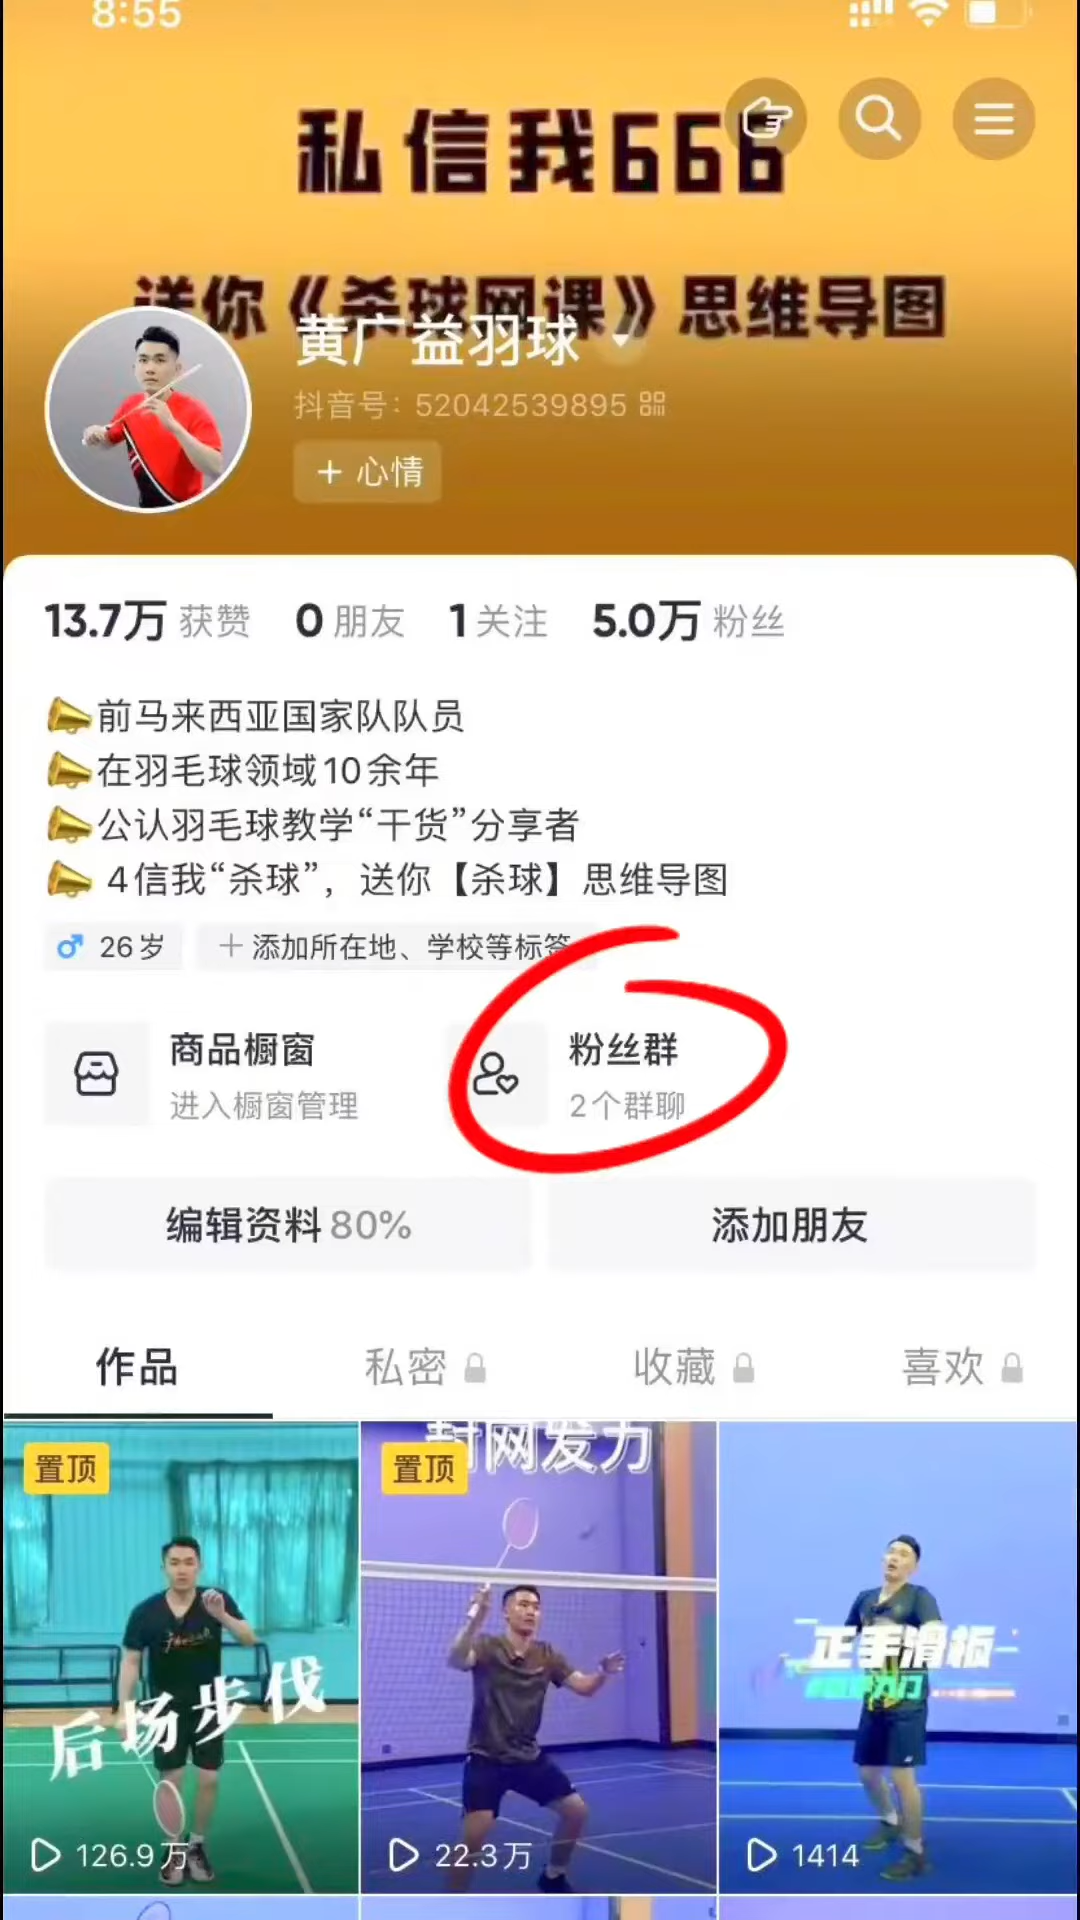 8:55
私信我666
送你《杀球网课》思维导图
黄广益羽球
抖音号：52042539895
+ 心情
13.7万 获赞 0 朋友 1 关注 5.0万 粉丝
前马来西亚国家队队员
在羽毛球领域10余年
公认羽毛球教学“干货”分享者
4信我“杀球”，送你【杀球】思维导图
26岁 + 添加所在地、学校等标签
商品橱窗 粉丝群
进入橱窗管理 2个群聊
编辑资料 80% 添加朋友
作品 私密 收藏 喜欢
置顶 置顶 封网发力
后场步伐 正手滑板
126.9万 22.3万 1414